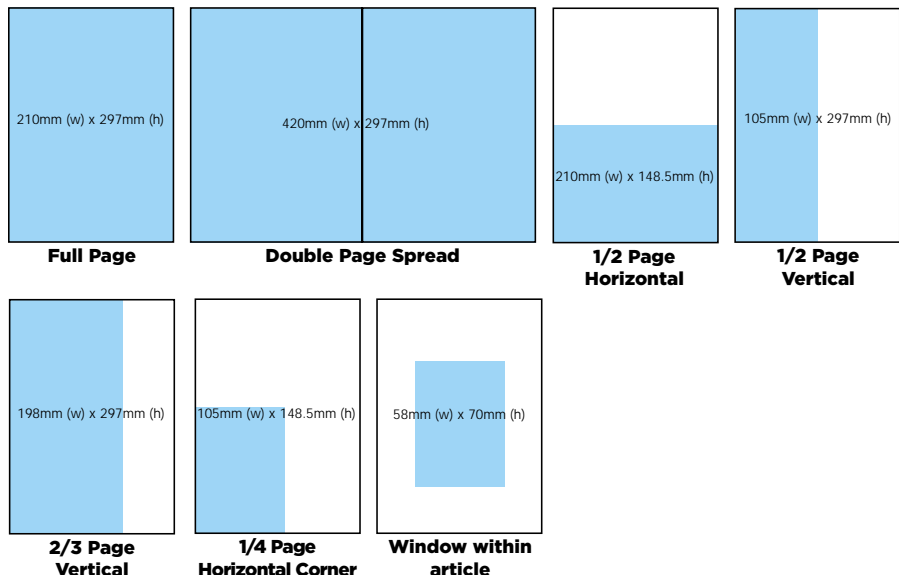 210mm (w) x 297mm (h)
Full Page
420mm (w) x 297mm (h)
Double Page Spread
210mm (w) x 148.5mm (h)
1/2 Page
Horizontal
105mm (w) x 297mm (h)
1/2 Page
Vertical
198mm (w) x 297mm (h)
2/3 Page
Vertical
105mm (w) x 148.5mm (h)
1/4 Page
Horizontal Corner
58mm (w) x 70mm (h)
Window within
article